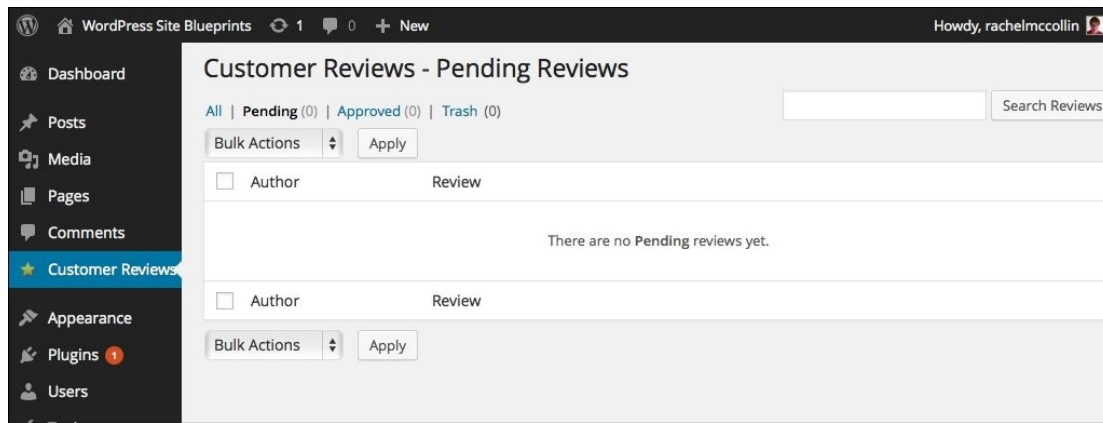 WordPress Site Blueprints 1 0 + New Howdy, rachelmccollin
Dashboard
Posts
Media
Pages
Comments
Customer Reviews
Appearance
Plugins 1
Users
Customer Reviews - Pending Reviews
All | Pending (0) | Approved (0) | Trash (0)
Search Reviews
Bulk Actions Apply
Author Review
There are no Pending reviews yet.
Author Review
Bulk Actions Apply